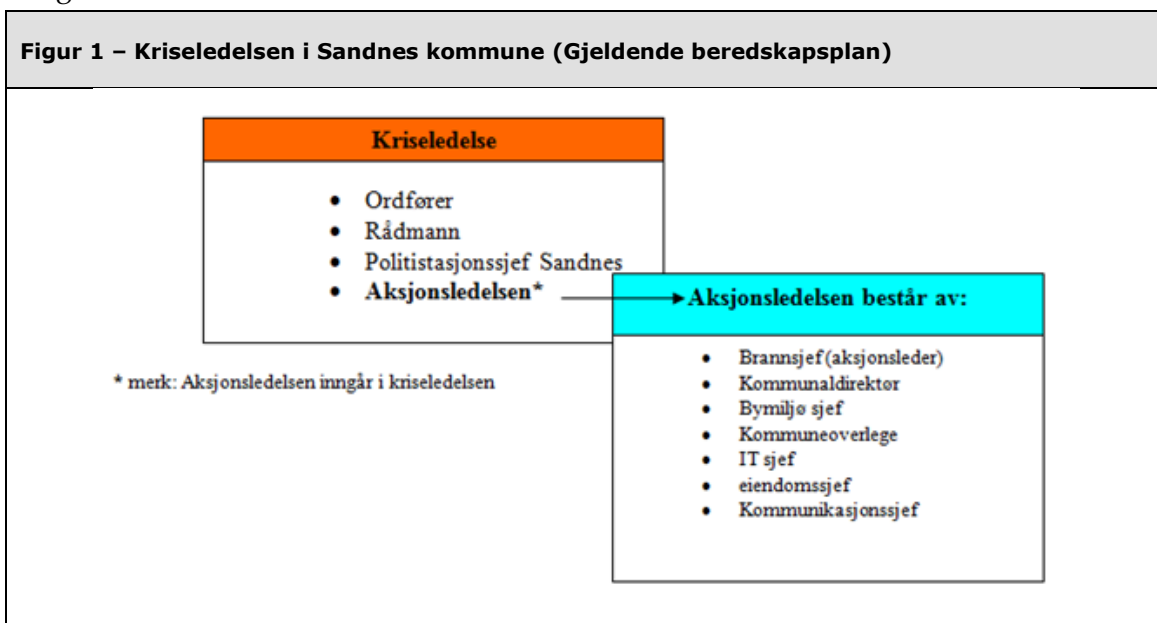 Figur 1 – Kriseledelsen i Sandnes kommune (Gjeldende beredskapsplan)
Kriseledelse
• Ordfører
• Rådmann
• Politistasjonssjef Sandnes
• Aksjonsledelsen*
* merk: Aksjonsledelsen inngår i kriseledelsen
Aksjonsledelsen består av:
• Brannsjef (aksjonsleder)
• Kommunaldirektør
• Bymiljø sjef
• Kommuneoverlege
• IT sjef
• eiendomssjef
• Kommunikasjonssjef